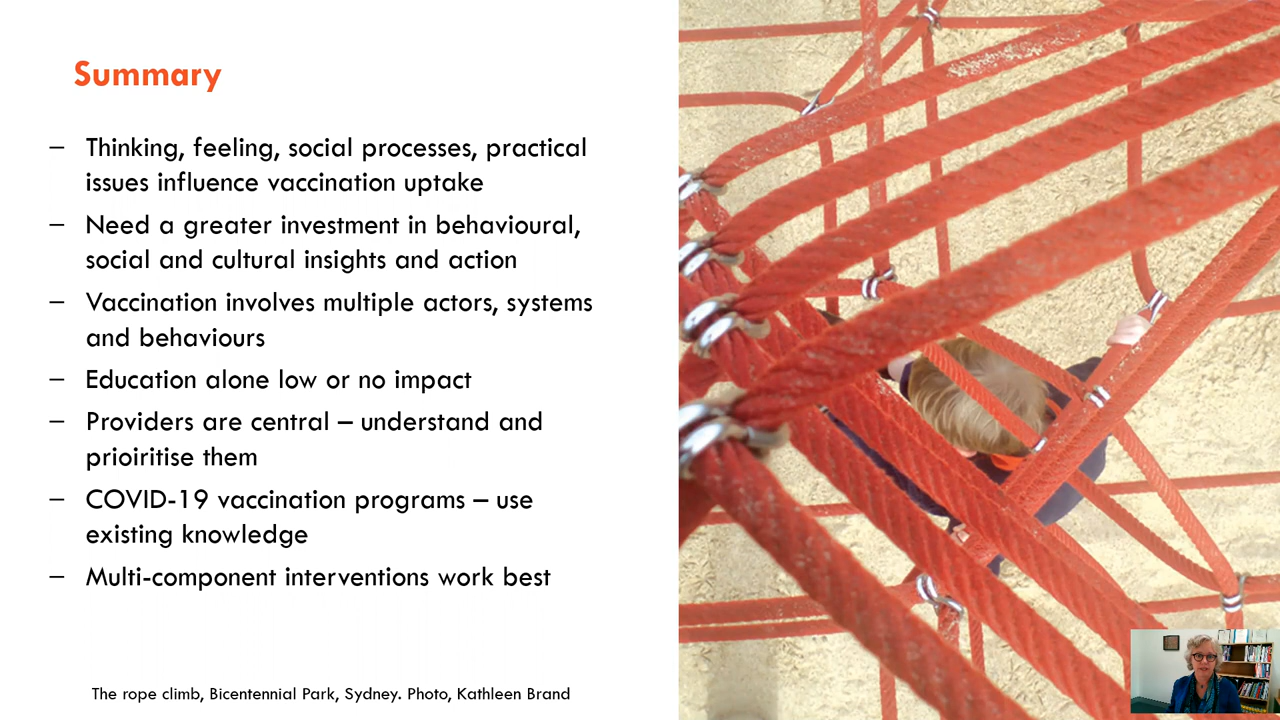 Summary
– Thinking, feeling, social processes, practical
issues influence vaccination uptake
– Need a greater investment in behavioural,
social and cultural insights and action
– Vaccination involves multiple actors, systems
and behaviours
– Education alone low or no impact
– Providers are central – understand and
prioiritise them
– COVID-19 vaccination programs – use
existing knowledge
– Multi-component interventions work best
The rope climb, Bicentennial Park, Sydney. Photo, Kathleen Brand